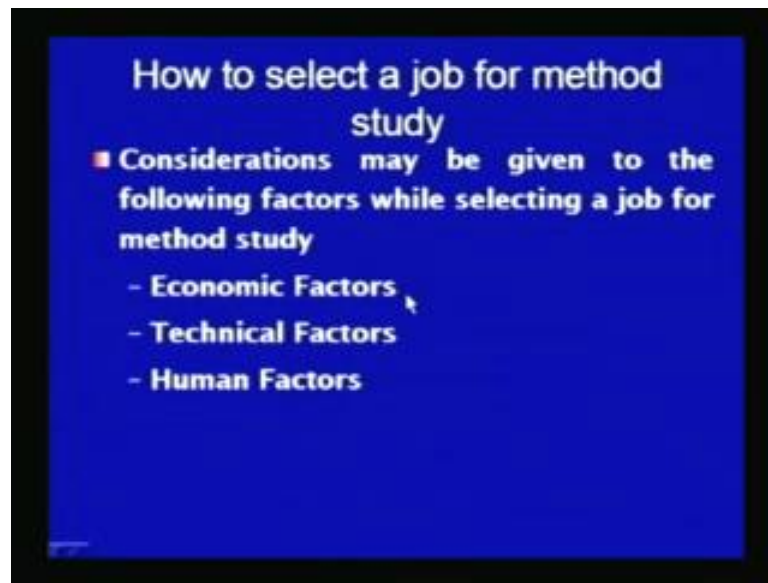 How to select a job for method
study
Considerations may be given to the
following factors while selecting a job for
method study
– Economic Factors
– Technical Factors
– Human Factors